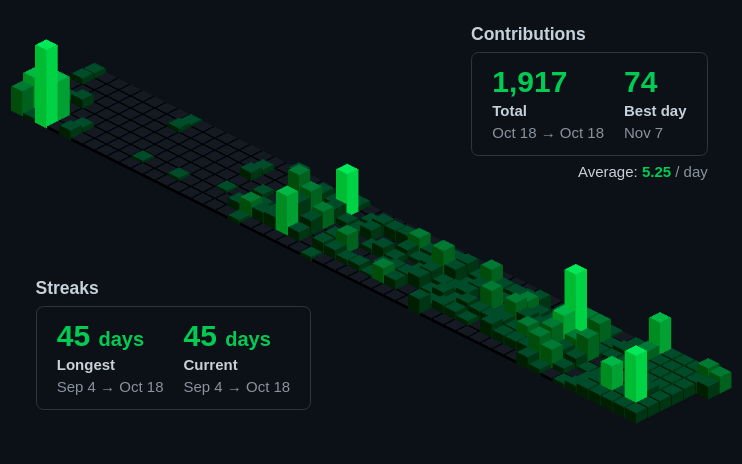 Contributions
1,917 74
Total Best day
Oct 18 → Oct 18 Nov 7
Average: 5.25 / day
Streaks
45 days 45 days
Longest Current
Sep 4 → Oct 18 Sep 4 → Oct 18